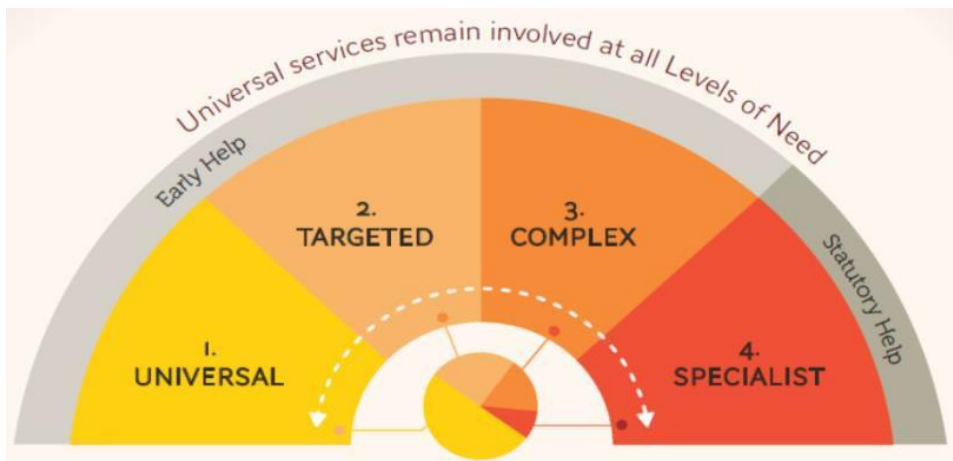 Universal services remain involved at all Levels of Need
Early Help
Statutory Help
1.
UNIVERSAL
2.
TARGETED
3.
COMPLEX
4.
SPECIALIST